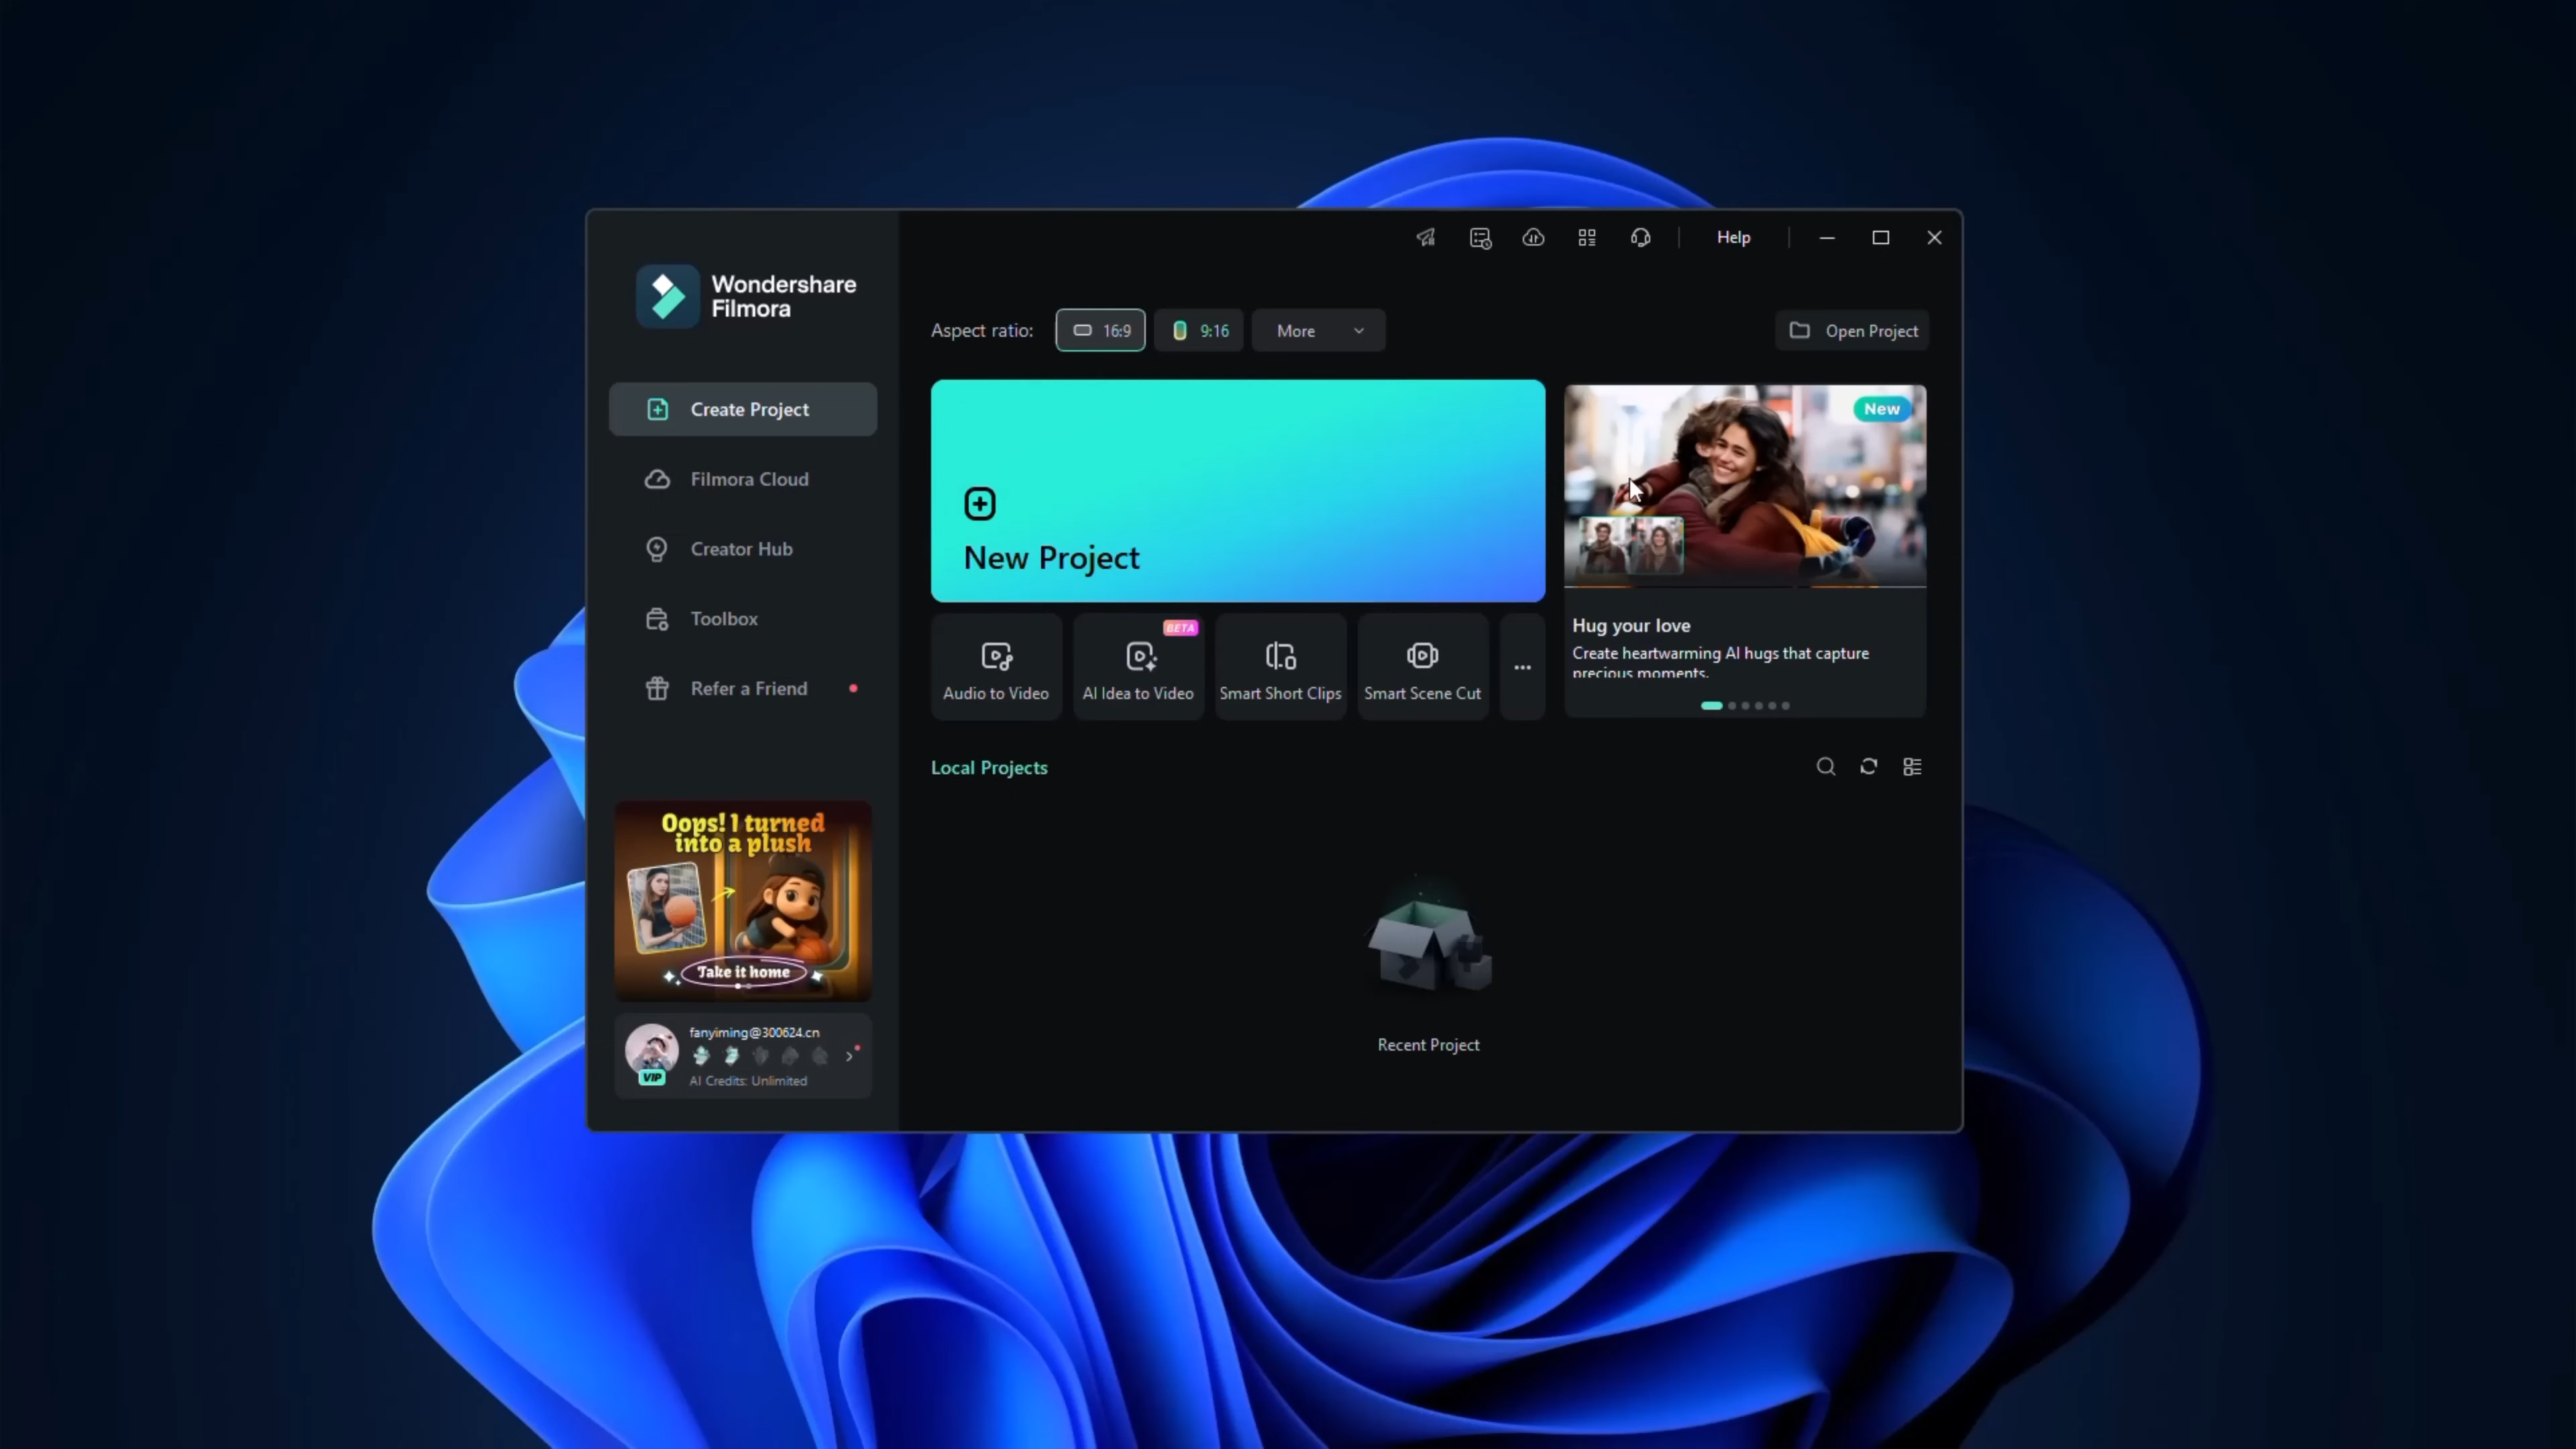 Help
Wondershare
Filmora
Aspect ratio:
16:9
9:16
More
Open Project
Create Project
Filmora Cloud
Creator Hub
Toolbox
Refer a Friend
New Project
New
Audio to Video
BETA
AI Idea to Video
Smart Short Clips
Smart Scene Cut
...
Hug your love
Create heartwarming AI hugs that capture
precious moments.
Local Projects
Oops! I turned
into a plush
Take it home
fanyiming@300624.cn
VIP
AI Credits: Unlimited
Recent Project